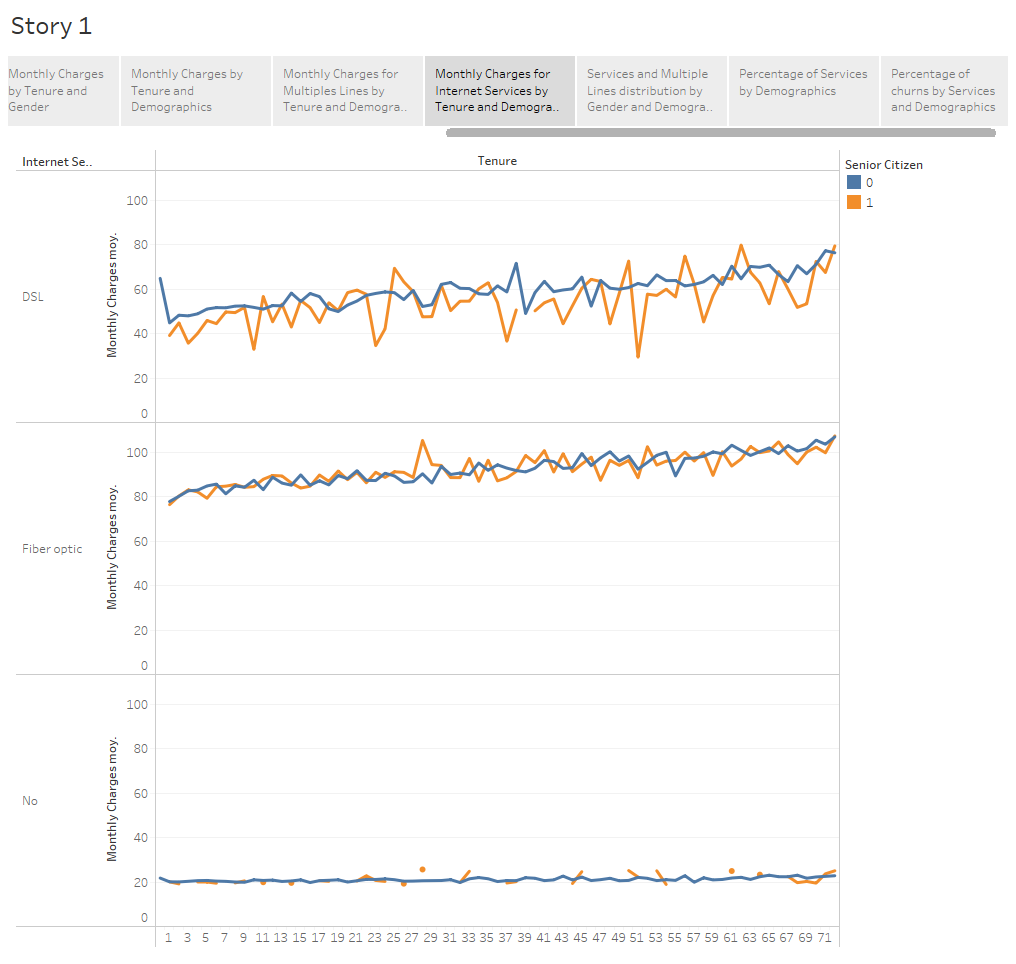 Story 1
Monthly Charges
by Tenure and
Gender
Monthly Charges by
Tenure and
Demographics
Monthly Charges for
Multiples Lines by
Tenure and Demogra..
Monthly Charges for
Internet Services by
Tenure and Demogra..
Services and Multiple
Lines distribution by
Gender and Demogra..
Percentage of Services
by Demographics
Percentage of
churns by Services
and Demographics
Internet Se..
Tenure
Senior Citizen
0
1
DSL
Monthly Charges moy.
100
80
60
40
20
0
Fiber optic
Monthly Charges moy.
100
80
60
40
20
0
No
Monthly Charges moy.
100
80
60
40
20
0
1 3 5 7 9 11 13 15 17 19 21 23 25 27 29 31 33 35 37 39 41 43 45 47 49 51 53 55 57 59 61 63 65 67 69 71